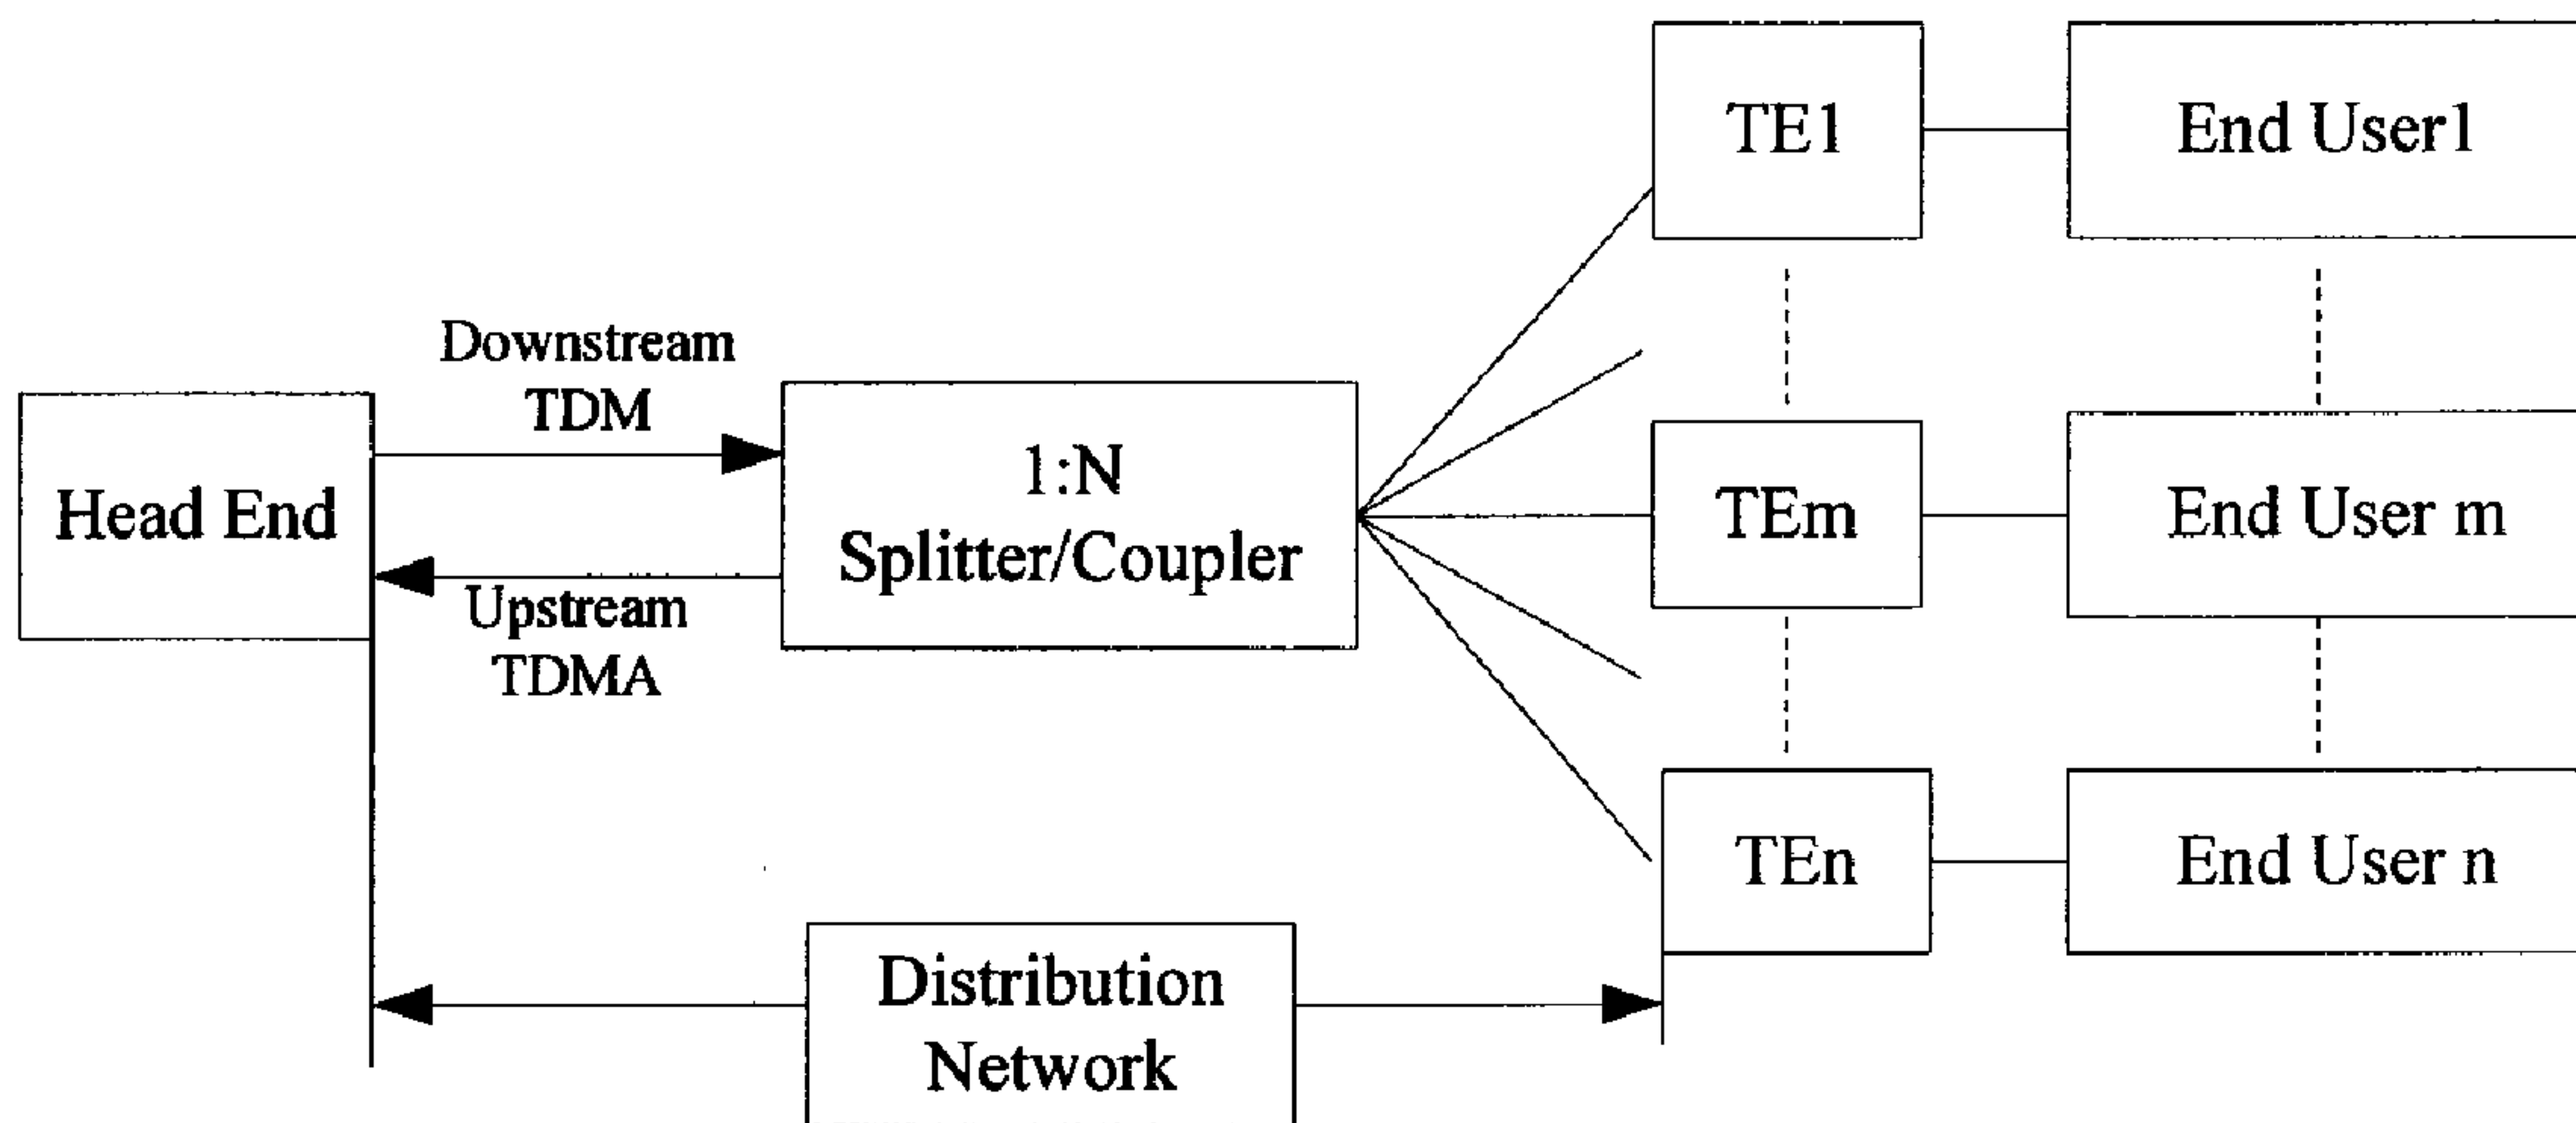 TE1
End User1
Downstream
TDM
Head End
1:N
Splitter/Coupler
TEm
End User m
Upstream
TDMA
TEn
End User n
Distribution
Network